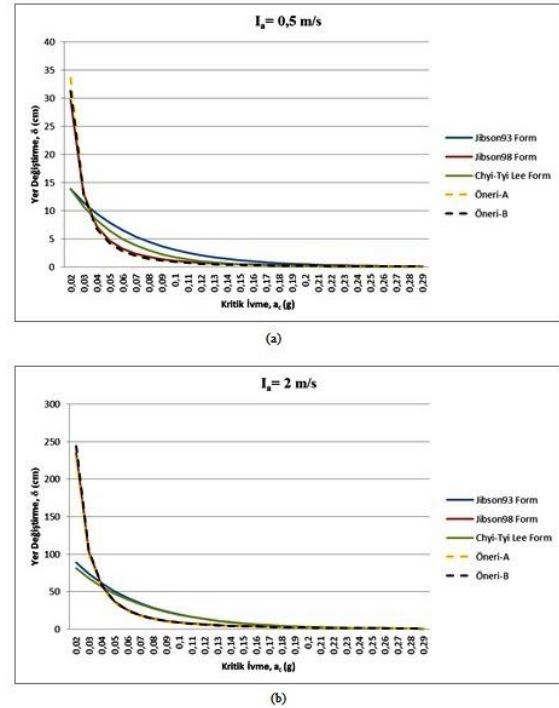 I_a= 0,5 m/s
Yer Değiştirme, δ (cm)
40
35
30
25
20
15
10
5
0
0,02 0,03 0,04 0,05 0,06 0,07 0,08 0,09 0,1 0,11 0,12 0,13 0,14 0,15 0,16 0,17 0,18 0,19 0,2 0,21 0,22 0,23 0,24 0,25 0,26 0,27 0,28 0,29
Kritik İvme, a_c (g)
Jibson93 Form
Jibson98 Form
Chyi-Tyi Lee Form
Öneri-A
Öneri-B
(a)
I_a= 2 m/s
Yer Değiştirme, δ (cm)
300
250
200
150
100
50
0
0,02 0,03 0,04 0,05 0,06 0,07 0,08 0,09 0,1 0,11 0,12 0,13 0,14 0,15 0,16 0,17 0,18 0,19 0,2 0,21 0,22 0,23 0,24 0,25 0,26 0,27 0,28 0,29
Kritik İvme, a_c (g)
Jibson93 Form
Jibson98 Form
Chyi-Tyi Lee Form
Öneri-A
Öneri-B
(b)